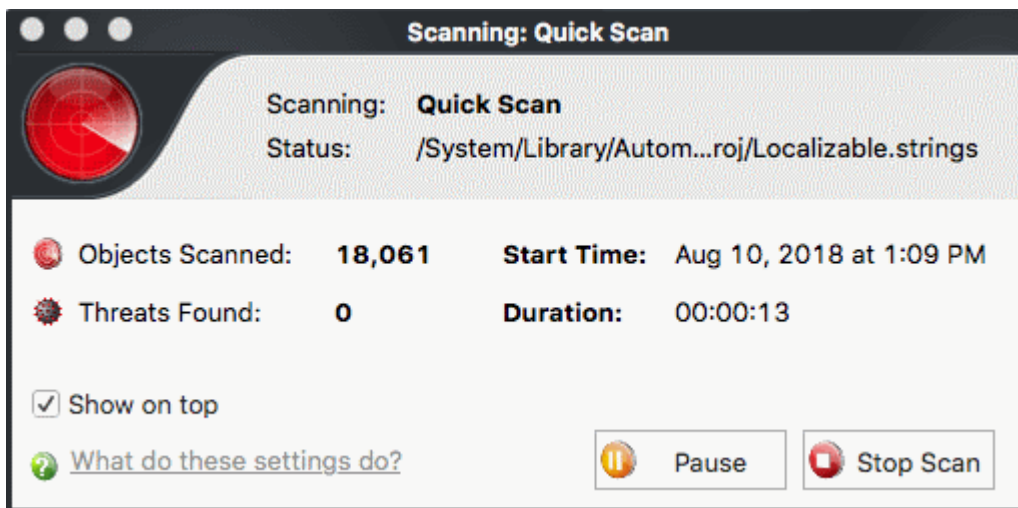 Scanning: Quick Scan
Scanning: Quick Scan
Status: /System/Library/Autom...roj/Localizable.strings
Objects Scanned: 18,061 Start Time: Aug 10, 2018 at 1:09 PM
Threats Found: 0 Duration: 00:00:13
Show on top
What do these settings do? Pause Stop Scan